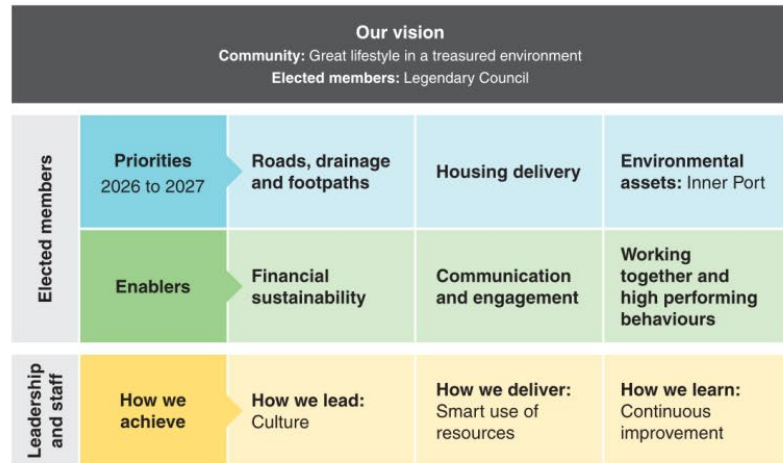 Our vision
Community: Great lifestyle in a treasured environment
Elected members: Legendary Council
Elected members
Priorities
2026 to 2027
Roads, drainage
and footpaths
Housing delivery
Environmental
assets: Inner Port
Enablers
Financial
sustainability
Communication
and engagement
Working
together and
high performing
behaviours
Leadership
and staff
How we
achieve
How we lead:
Culture
How we deliver:
Smart use of
resources
How we learn:
Continuous
improvement